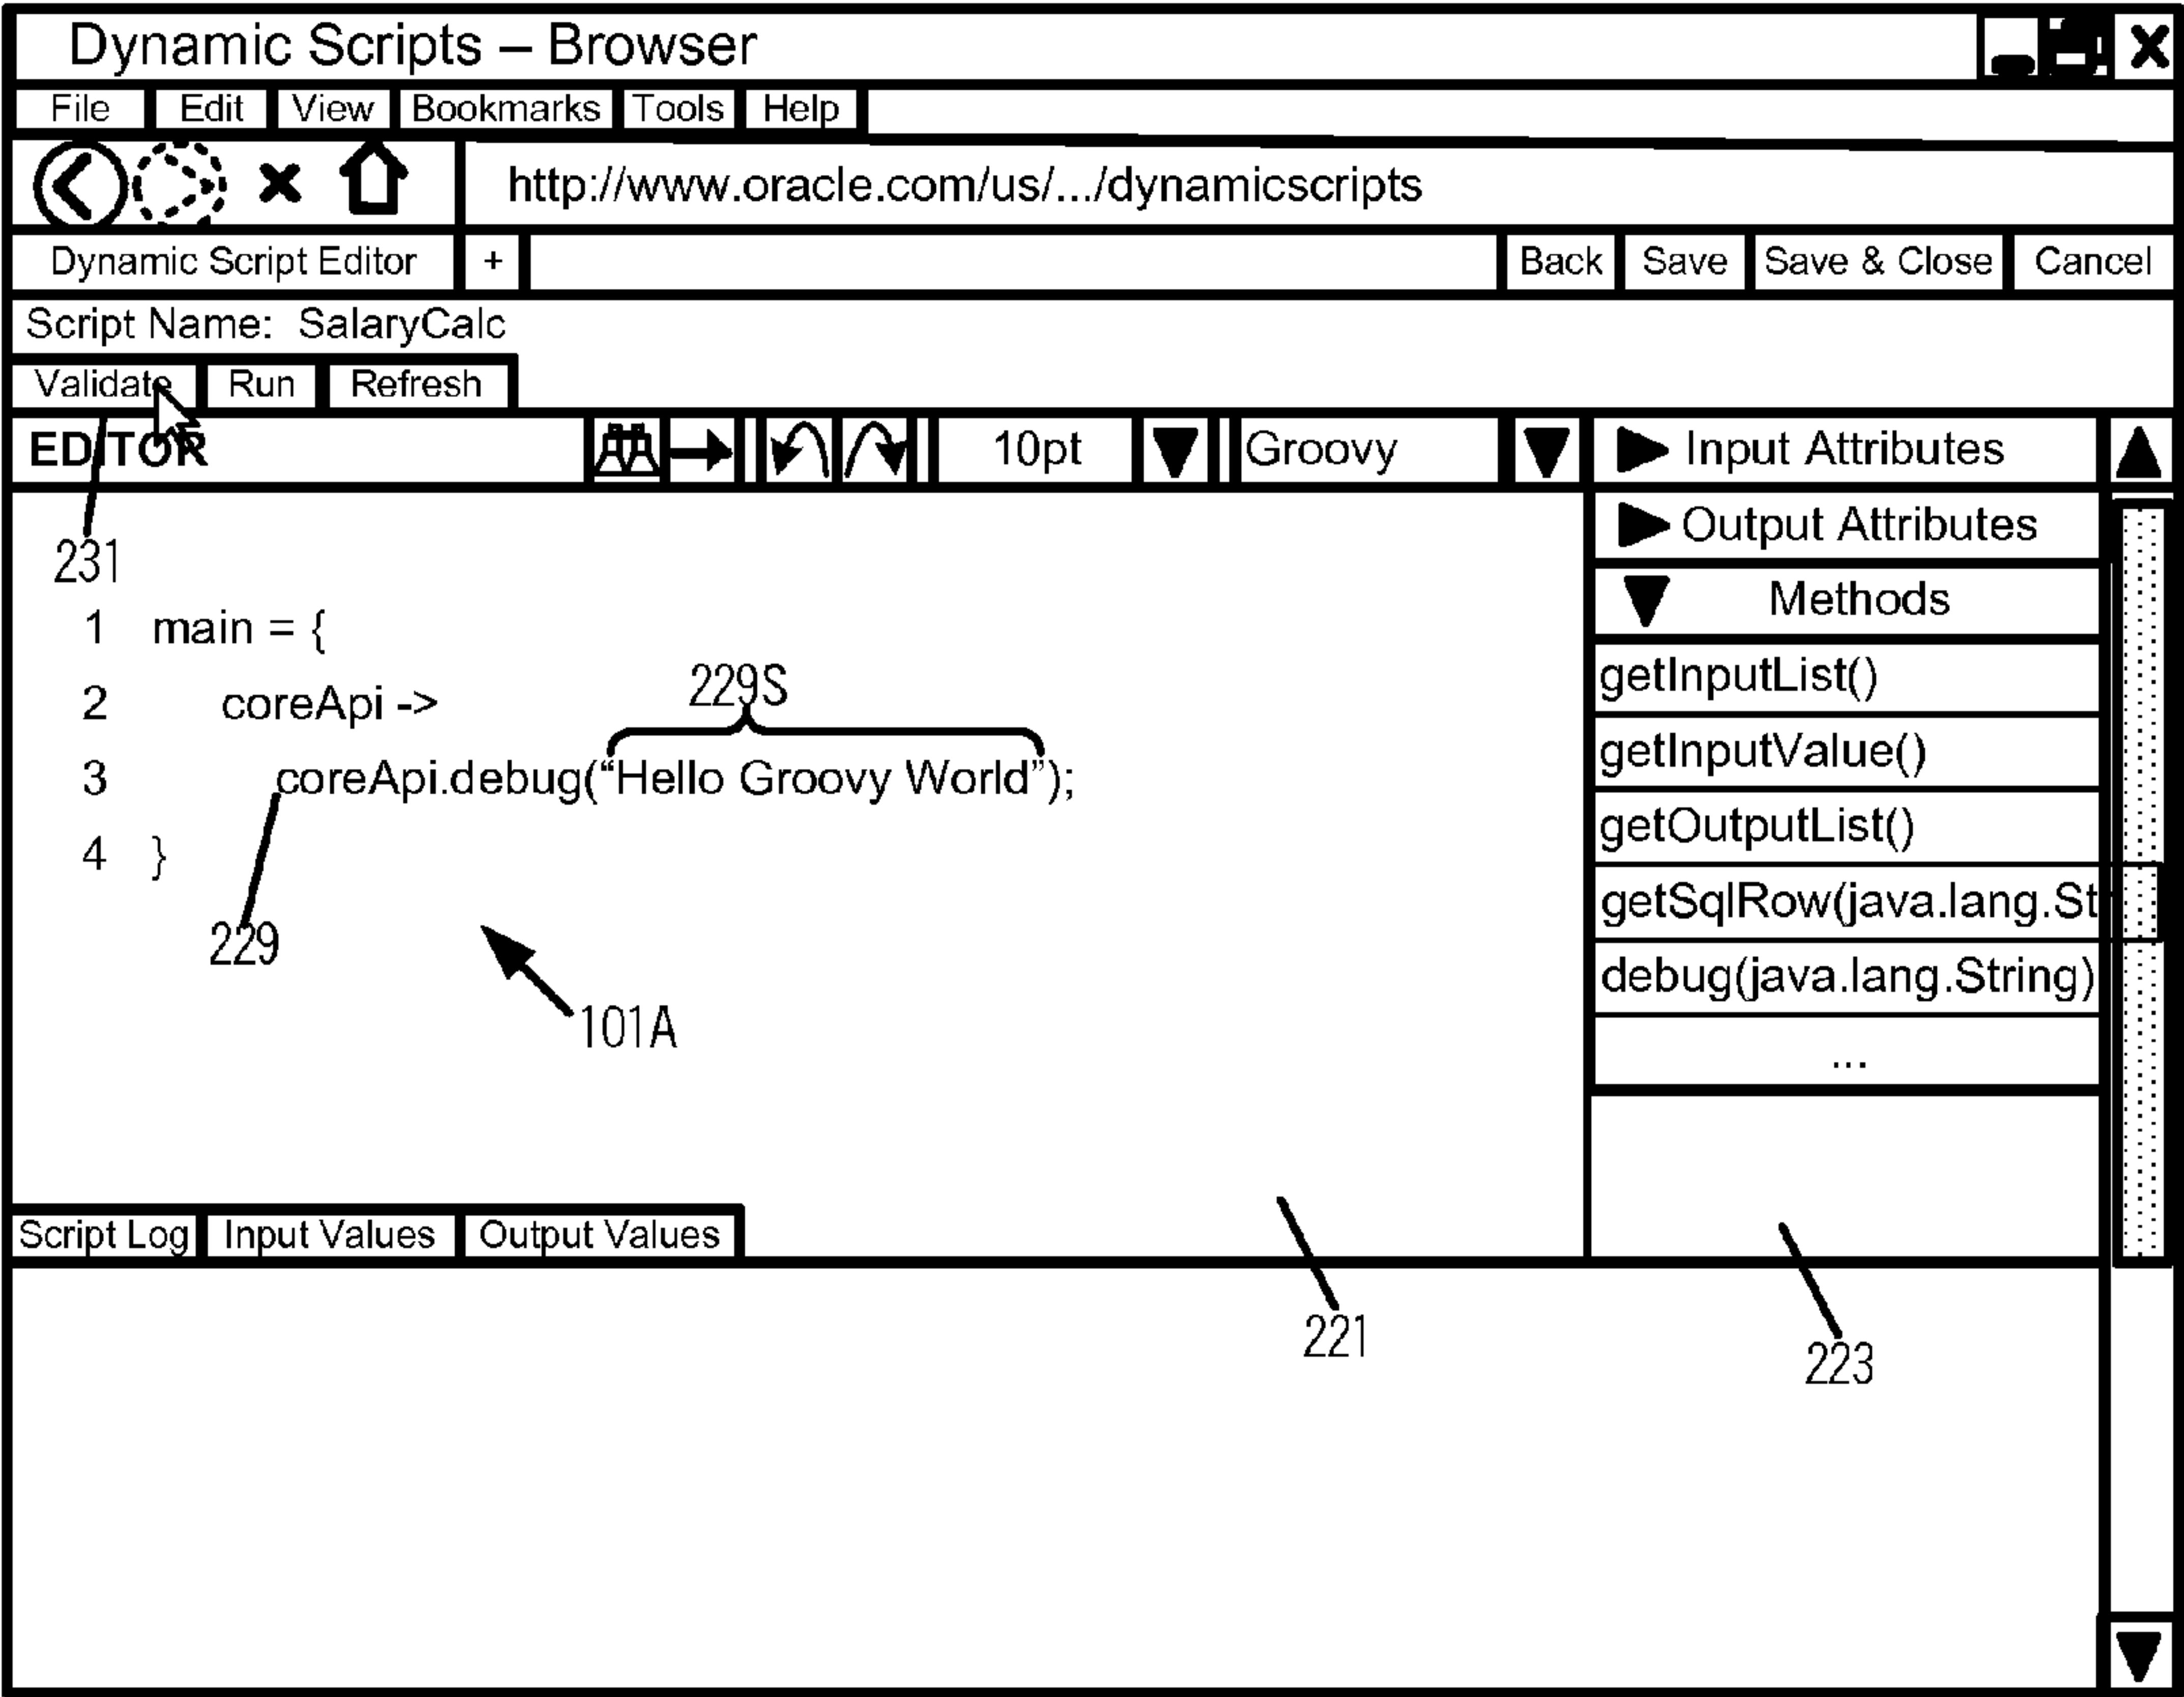 Dynamic Scripts – Browser
File Edit View Bookmarks Tools Help
http://www.oracle.com/us/.../dynamicscripts
Dynamic Script Editor + Back Save Save & Close Cancel
Script Name: SalaryCalc
Validate Run Refresh
EDITOR 10pt Groovy Input Attributes
Output Attributes
231
Methods
1 main = {
getInputList()
229S
2 coreApi ->
getInputValue()
3 coreApi.debug(“Hello Groovy World”);
getOutputList()
4 }
getSqlRow(java.lang.St
229
debug(java.lang.String)
101A
...
Script Log Input Values Output Values
221
223